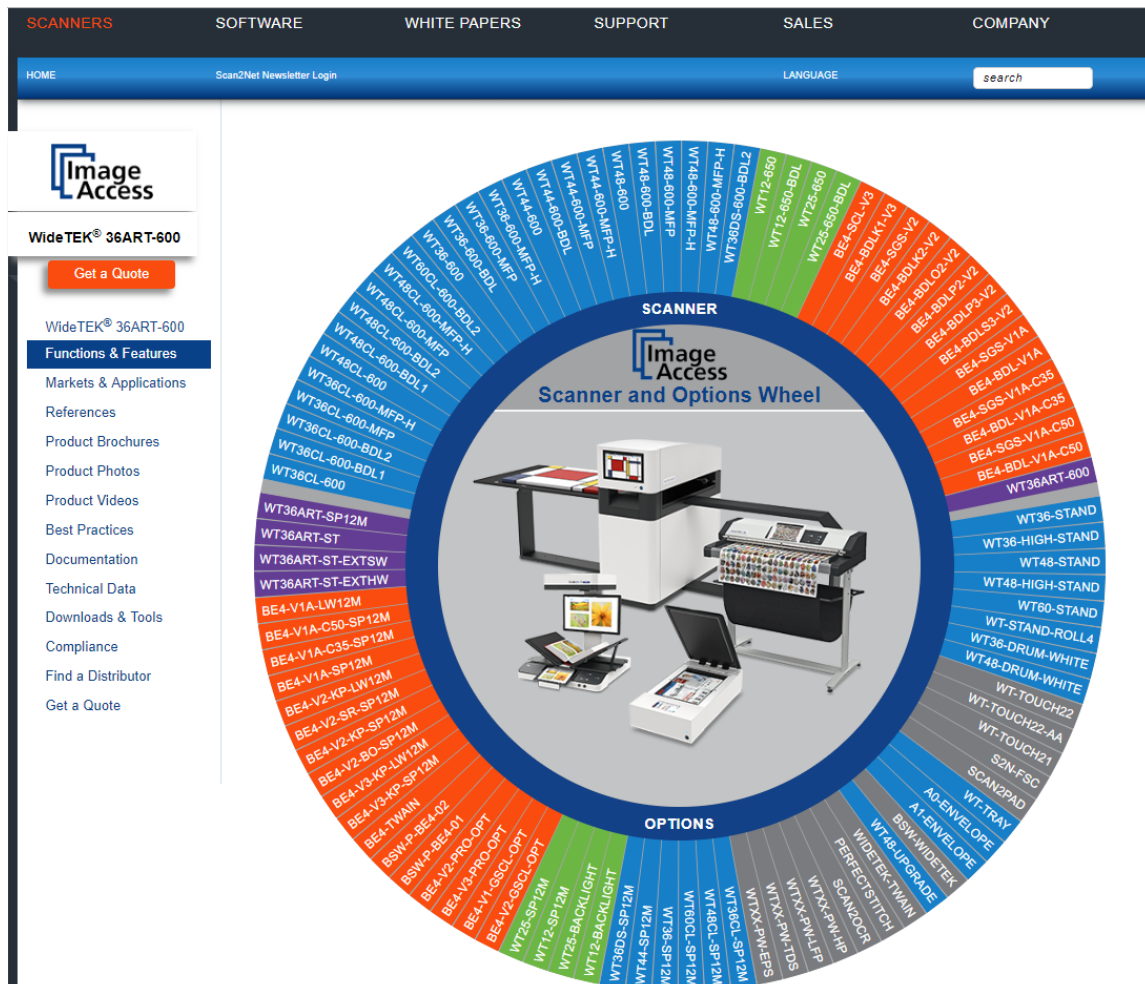 SCANNERS SOFTWARE WHITE PAPERS SUPPORT SALES COMPANY
HOME Scan2Net Newsletter Login LANGUAGE search
Image
Access
WideTEK® 36ART-600
Get a Quote
WideTEK® 36ART-600
Functions & Features
Markets & Applications
References
Product Brochures
Product Photos
Product Videos
Best Practices
Documentation
Technical Data
Downloads & Tools
Compliance
Find a Distributor
Get a Quote
SCANNER
Image
Access
Scanner and Options Wheel
OPTIONS
WT36CL-600
WT36CL-600-BDL1
WT36CL-600-BDL2
WT36CL-600-MFP
WT36CL-600-MFP-H
WT48CL-600
WT48CL-600-BDL1
WT48CL-600-BDL2
WT48CL-600-MFP
WT48CL-600-MFP-H
WT60CL-600-BDL2
WT36-600
WT36-600-BDL
WT36-600-MFP
WT36-600-MFP-H
WT44-600
WT44-600-BDL
WT44-600-MFP
WT44-600-MFP-H
WT48-600
WT48-600-BDL
WT48-600-MFP
WT48-600-MFP-H
WT48-600-MFP-H
WT36DS-600-BDL2
WT12-650
WT12-650-BDL
WT25-650
WT25-650-BDL
BE4-SCL-V3
BE4-BDLK1-V3
BE4-SGS-V2
BE4-BDLK2-V2
BE4-BDLO2-V2
BE4-BDLP2-V2
BE4-BDLP3-V2
BE4-BDLS3-V2
BE4-SGS-V1A
BE4-BDL-V1A
BE4-SGS-V1A-C35
BE4-BDL-V1A-C35
BE4-SGS-V1A-C50
BE4-BDL-V1A-C50
WT36ART-600
WT36-STAND
WT36-HIGH-STAND
WT48-STAND
WT48-HIGH-STAND
WT60-STAND
WT-STAND-ROLL4
WT36-DRUM-WHITE
WT48-DRUM-WHITE
WT-TOUCH22
WT-TOUCH22-AA
WT-TOUCH21
S2N-FSC
SCAN2PAD
WT-TRAY
A0-ENVELOPE
A1-ENVELOPE
BSW-WIDETEK
WT48-UPGRADE
WIDETEK-TWAIN
PERFECTSTITCH
SCAN2OCR
WTXX-PW-HP
WTXX-PW-LFP
WTXX-PW-TDS
WTXX-PW-EPS
WT36CL-SP12M
WT48CL-SP12M
WT60CL-SP12M
WT36-SP12M
WT44-SP12M
WT36DS-SP12M
WT12-BACKLIGHT
WT25-BACKLIGHT
WT12-SP12M
WT25-SP12M
BE4-V2-GSCL-OPT
BE4-V1-GSCL-OPT
BE4-V3-PRO-OPT
BE4-V2-PRO-OPT
BSW-P-BE4-01
BSW-P-BE4-02
BE4-TWAIN
BE4-V3-KP-SP12M
BE4-V3-KP-LW12M
BE4-V2-BO-SP12M
BE4-V2-KP-SP12M
BE4-V2-SR-SP12M
BE4-V2-KP-LW12M
BE4-V1A-SP12M
BE4-V1A-C35-SP12M
BE4-V1A-C50-SP12M
BE4-V1A-LW12M
WT36ART-ST-EXTHW
WT36ART-ST-EXTSW
WT36ART-ST
WT36ART-SP12M